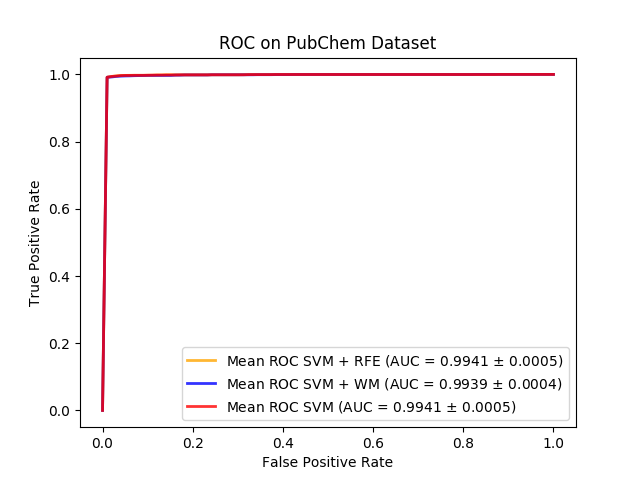 ROC on PubChem Dataset
1.0
0.8
0.6
0.4
0.2
0.0
True Positive Rate
Mean ROC SVM + RFE (AUC = 0.9941 ± 0.0005)
Mean ROC SVM + WM (AUC = 0.9939 ± 0.0004)
Mean ROC SVM (AUC = 0.9941 ± 0.0005)
0.0 0.2 0.4 0.6 0.8 1.0
False Positive Rate